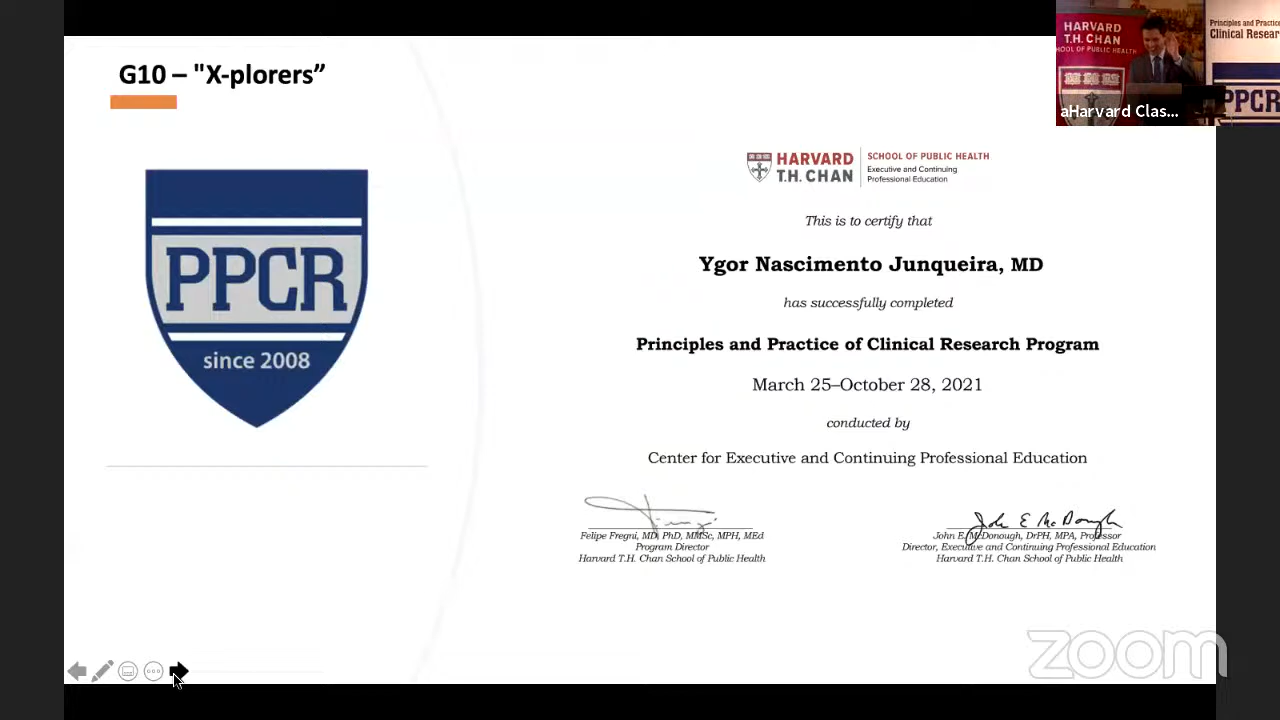 G10 – "X-plorers”
PPCR
since 2008
HARVARD
T.H. CHAN
SCHOOL OF PUBLIC HEALTH
Executive and Continuing
Professional Education
This is to certify that
Ygor Nascimento Junqueira, MD
has successfully completed
Principles and Practice of Clinical Research Program
March 25–October 28, 2021
conducted by
Center for Executive and Continuing Professional Education
Felipe Fregni, MD, PhD, MMSc, MPH, MEd
Program Director
Harvard T.H. Chan School of Public Health
John E McDonough
John E. McDonough, DrPH, MPA, Professor
Director, Executive and Continuing Professional Education
Harvard T.H. Chan School of Public Health
HARVARD
T.H. CHAN
SCHOOL OF PUBLIC HEALTH
Principles and Practice
Clinical Resear
PPCR
aHarvard Clas...
zoom